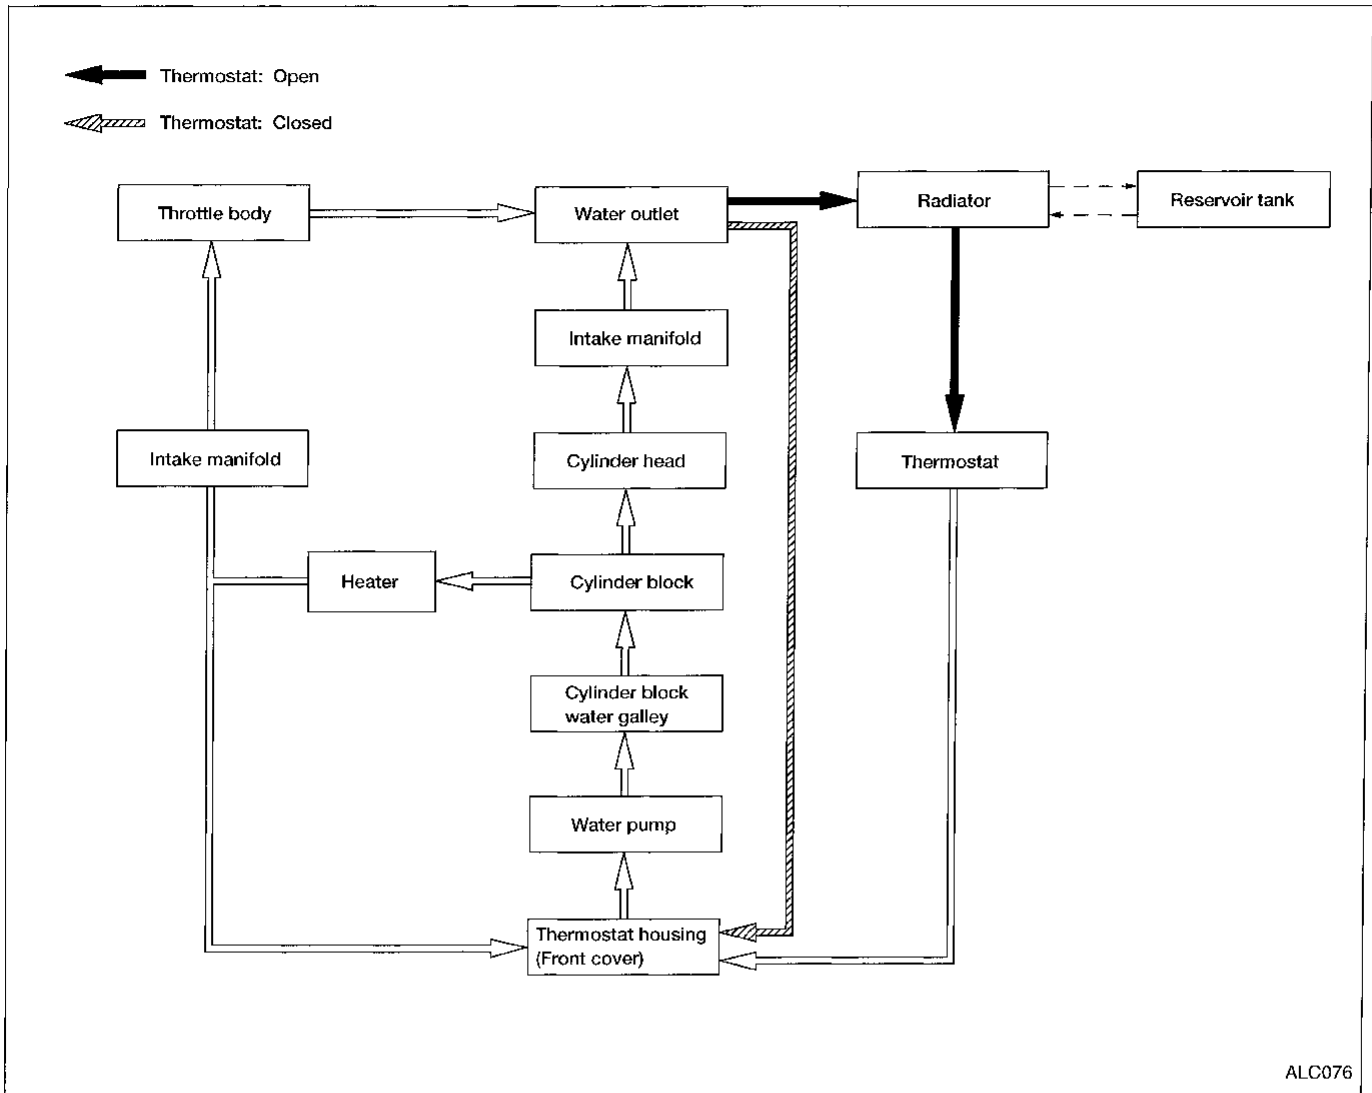 Thermostat: Open
Thermostat: Closed
Throttle body
Water outlet
Radiator
Reservoir tank
Intake manifold
Intake manifold
Cylinder head
Thermostat
Heater
Cylinder block
Cylinder block
water galley
Water pump
Thermostat housing
(Front cover)
ALC076